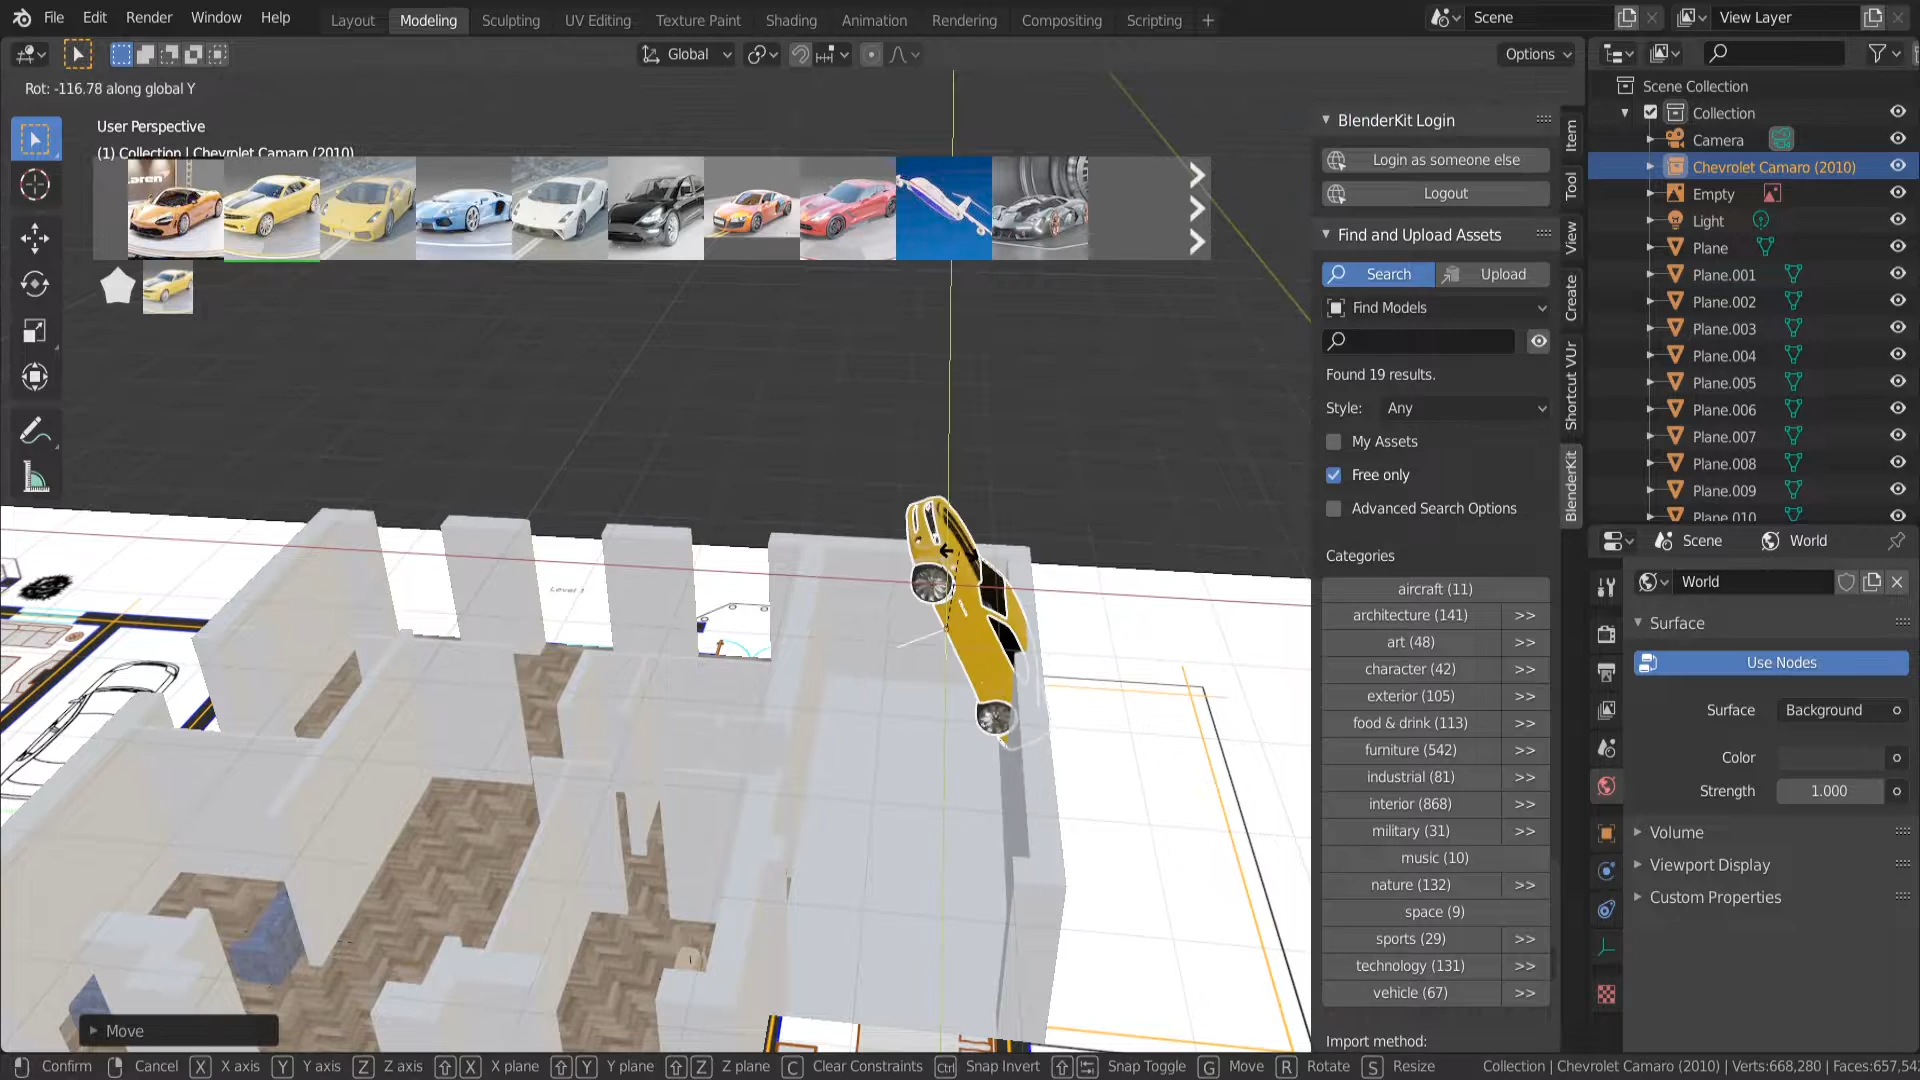 File Edit Render Window Help
Layout Modeling Sculpting UV Editing Texture Paint Shading Animation Rendering Compositing Scripting +
Scene
View Layer
Global
Options
Rot: -116.78 along global Y
User Perspective
(1) Collection | Chevrolet Camaro (2010)
BlenderKit Login
Login as someone else
Logout
Find and Upload Assets
Search Upload
Find Models
Found 19 results.
Style: Any
My Assets
Free only
Advanced Search Options
Categories
aircraft (11)
architecture (141) >>
art (48) >>
character (42) >>
exterior (105) >>
food & drink (113) >>
furniture (542) >>
industrial (81) >>
interior (868) >>
military (31) >>
music (10)
nature (132) >>
space (9)
sports (29) >>
technology (131) >>
vehicle (67) >>
Import method:
Item
Tool
View
Create
Shortcut VUr
BlenderKit
Scene Collection
Collection
Camera
Chevrolet Camaro (2010)
Empty
Light
Plane
Plane.001
Plane.002
Plane.003
Plane.004
Plane.005
Plane.006
Plane.007
Plane.008
Plane.009
Plane.010
Scene World
World
Surface
Use Nodes
Surface Background
Color
Strength 1.000
Volume
Viewport Display
Custom Properties
Move
Confirm Cancel X X axis Y Y axis Z Z axis X X plane Y Y plane Z Z plane C Clear Constraints Ctrl Snap Invert Snap Toggle G Move R Rotate S Resize Collection | Chevrolet Camaro (2010) | Verts:668,280 | Faces:657,54